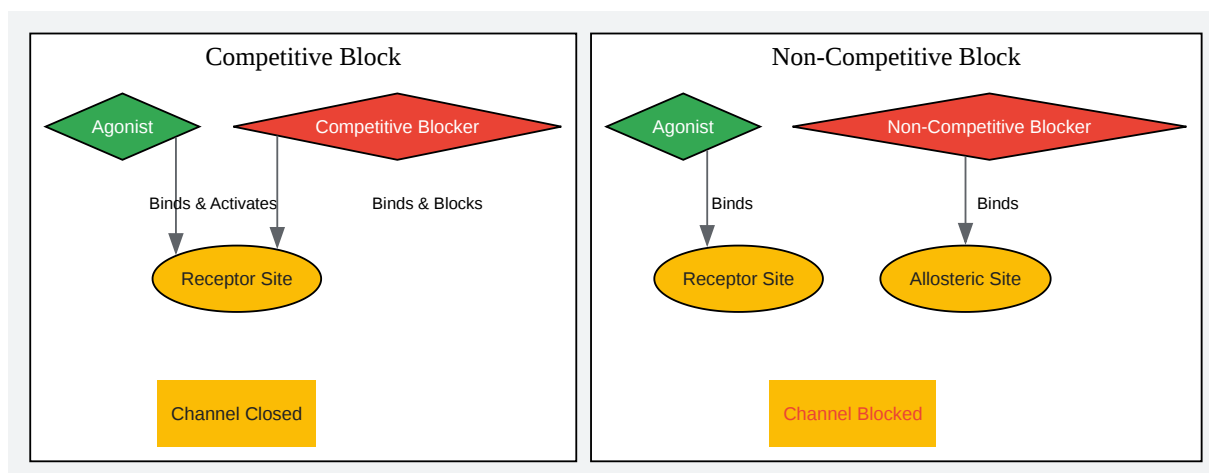 Competitive Block
Agonist
Competitive Blocker
Binds & Activates
Binds & Blocks
Receptor Site
Channel Closed
Non-Competitive Block
Agonist
Non-Competitive Blocker
Binds
Binds
Receptor Site
Allosteric Site
Channel Blocked